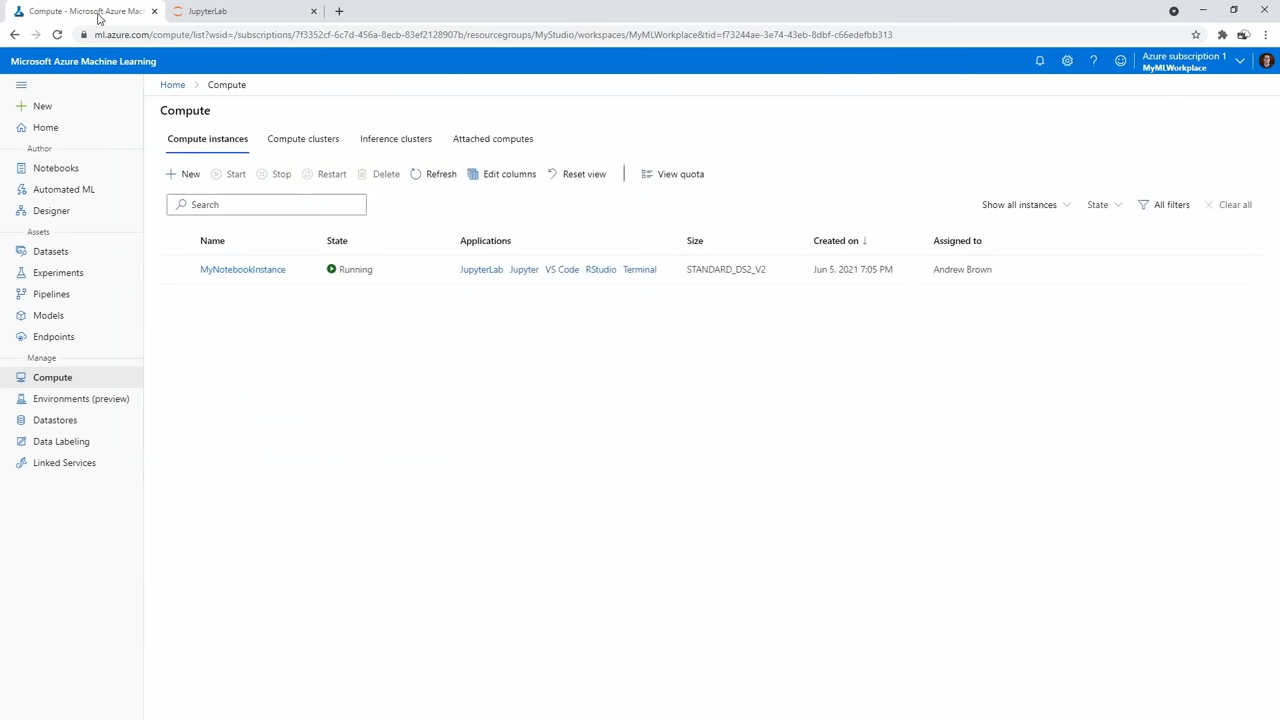 Compute - Microsoft Azure Mac
JupyterLab
ml.azure.com/compute/list?wsid=/subscriptions/7f3352cf-6c7d-456a-8ecb-83ef2128907b/resourcegroups/MyStudio/workspaces/MyMLWorkplace&tid=f73244ae-3e74-43eb-8dbf-c66edefbb313
Microsoft Azure Machine Learning
Azure subscription 1
MyMLWorkplace
Home > Compute
New
Home
Author
Notebooks
Automated ML
Designer
Assets
Datasets
Experiments
Pipelines
Models
Endpoints
Manage
Compute
Environments (preview)
Datastores
Data Labeling
Linked Services
Compute
Compute instances Compute clusters Inference clusters Attached computes
New Start Stop Restart Delete Refresh Edit columns Reset view View quota
Search
Show all instances State All filters Clear all
Name State Applications Size Created on ↓ Assigned to
MyNotebookInstance Running JupyterLab Jupyter VS Code RStudio Terminal STANDARD_DS2_V2 Jun 5, 2021 7:05 PM Andrew Brown